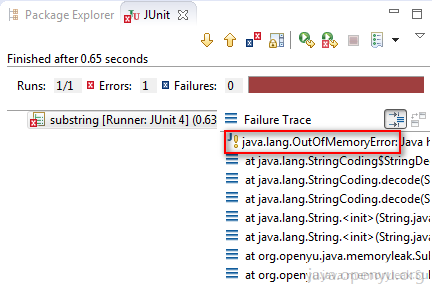 Package Explorer JUnit
Finished after 0.65 seconds
Runs: 1/1 Errors: 1 Failures: 0
substring [Runner: JUnit 4] (0.63
Failure Trace
java.lang.OutOfMemoryError: Java h
at java.lang.StringCoding$StringDe
at java.lang.StringCoding.decode(S
at java.lang.StringCoding.decode(S
at java.lang.String.<init>(String.java
at java.lang.String.<init>(String.java
at org.openyu.java.memoryleak.Sul
at org.openyu.java.memoryleak.Sul
java.openyu.org